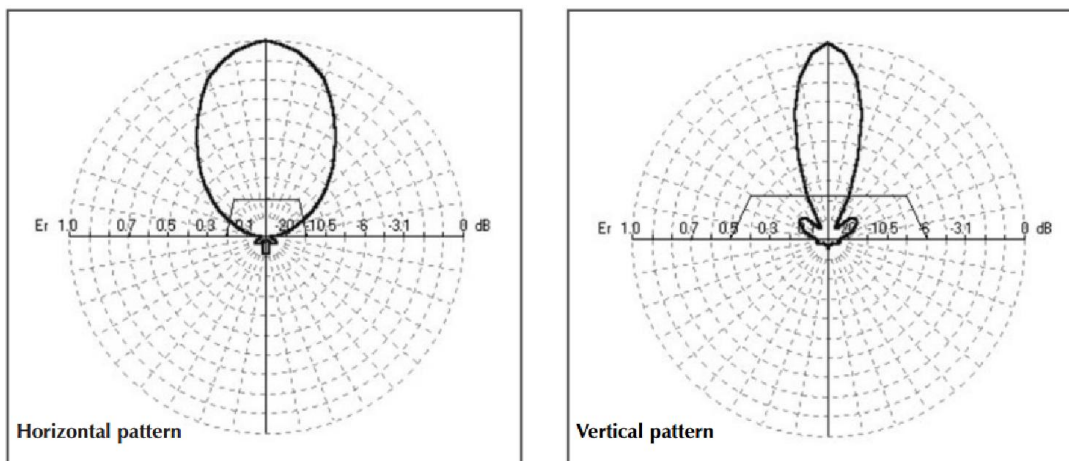 Er 1.0 0.7 0.5 0.3 0.1 20 -10.5 -6 -3.1 0 dB
Horizontal pattern
Er 1.0 0.7 0.5 0.3 -10.5 -6 -3.1 0 dB
Vertical pattern